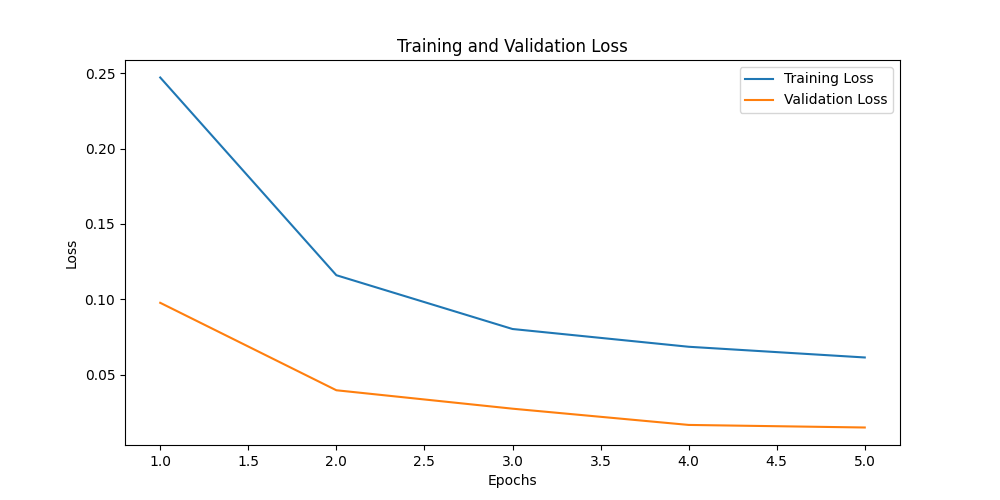 Training and Validation Loss
Training Loss
Validation Loss
0.25
0.20
0.15
0.10
0.05
Loss
1.0 1.5 2.0 2.5 3.0 3.5 4.0 4.5 5.0
Epochs